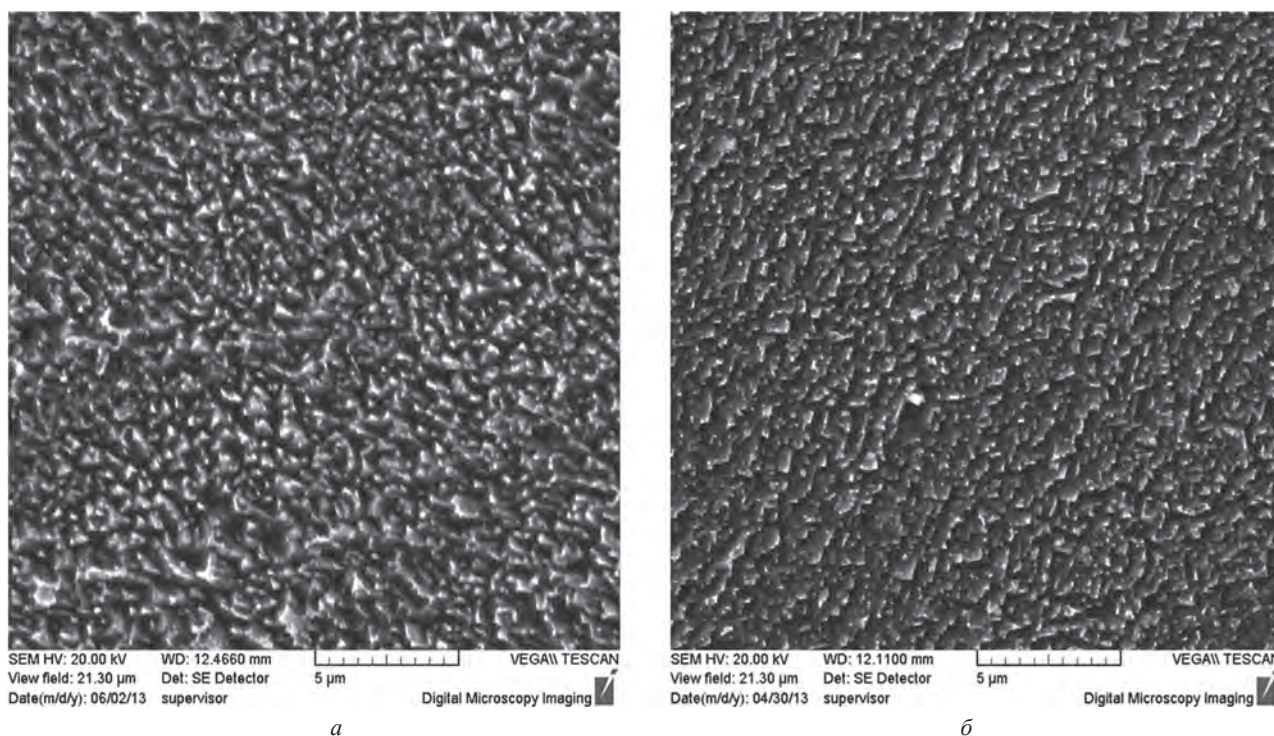 SEM HV: 20.00 kV WD: 12.4660 mm VEGA\\ TESCAN
View field: 21.30 µm Det: SE Detector 5 µm
Date(m/d/y): 06/02/13 supervisor Digital Microscopy Imaging
а
SEM HV: 20.00 kV WD: 12.1100 mm VEGA\\ TESCAN
View field: 21.30 µm Det: SE Detector 5 µm
Date(m/d/y): 04/30/13 supervisor Digital Microscopy Imaging
б